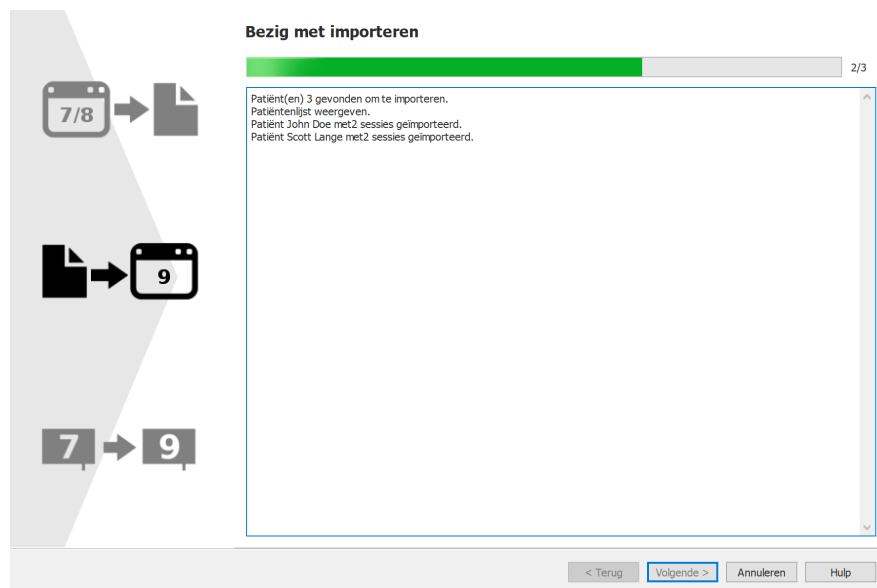 Bezig met importeren
2/3
Patiënt(en) 3 gevonden om te importeren.
Patiëntenlijst weergeven.
Patiënt John Doe met2 sessies geïmporteerd.
Patiënt Scott Lange met2 sessies geïmporteerd.
7/8
9
7 9
< Terug Volgende > Annuleren Hulp